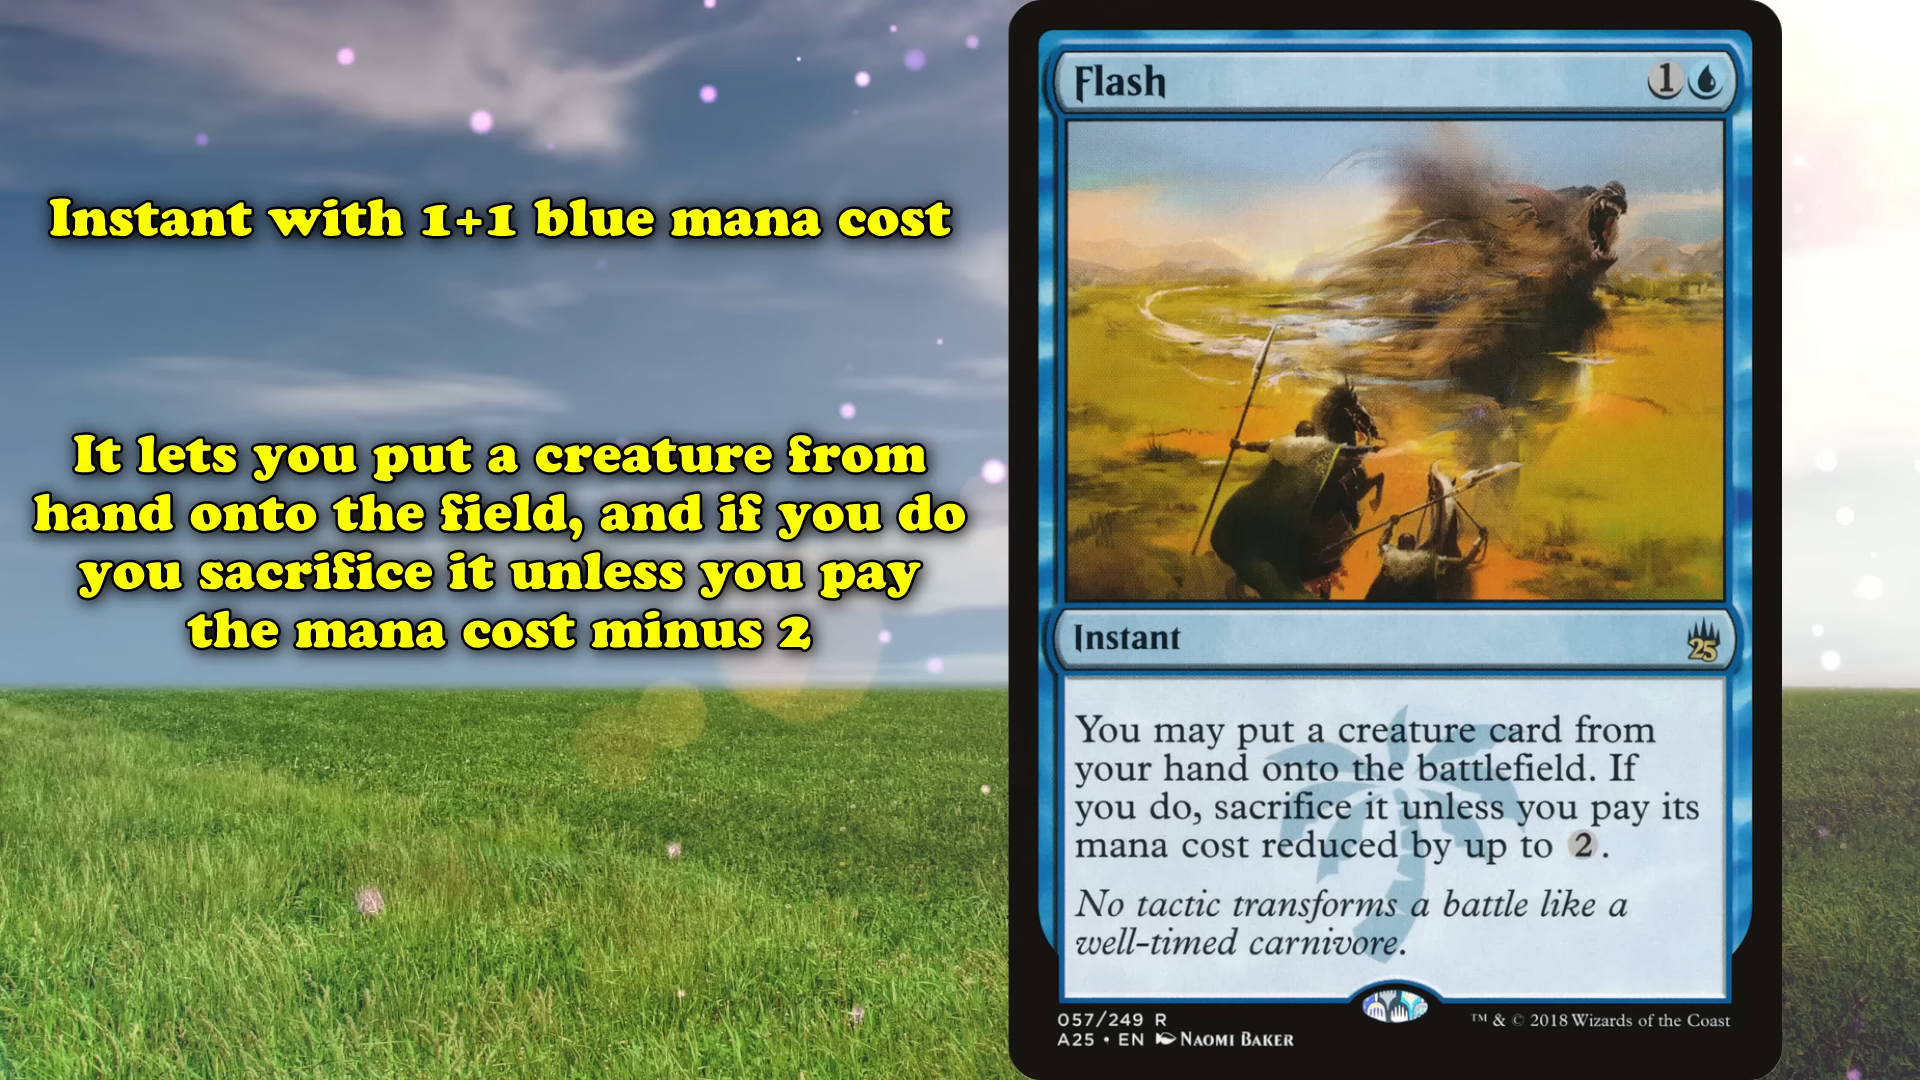 Instant with 1+1 blue mana cost
It lets you put a creature from
hand onto the field, and if you do
you sacrifice it unless you pay
the mana cost minus 2
Flash
1
Instant
25
You may put a creature card from
your hand onto the battlefield. If
you do, sacrifice it unless you pay its
mana cost reduced by up to 2.
No tactic transforms a battle like a
well-timed carnivore.
057/249 R
A25 • EN NAOMI BAKER
™ & © 2018 Wizards of the Coast